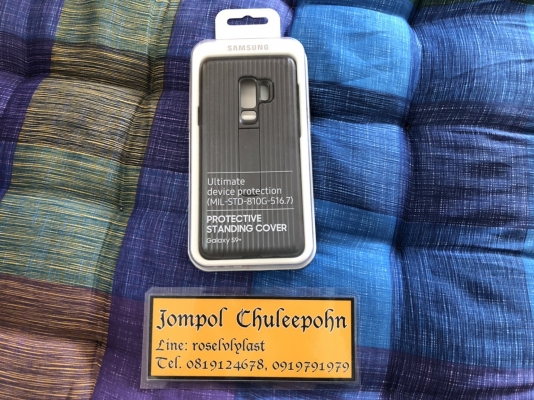 SAMSUNG
Ultimate
device protection
(MIL-STD-810G-516.7)
PROTECTIVE
STANDING COVER
Galaxy S9+
Jompol Chuleepohn
Line: roselvlylast
Tel. 0819124678, 0919791979